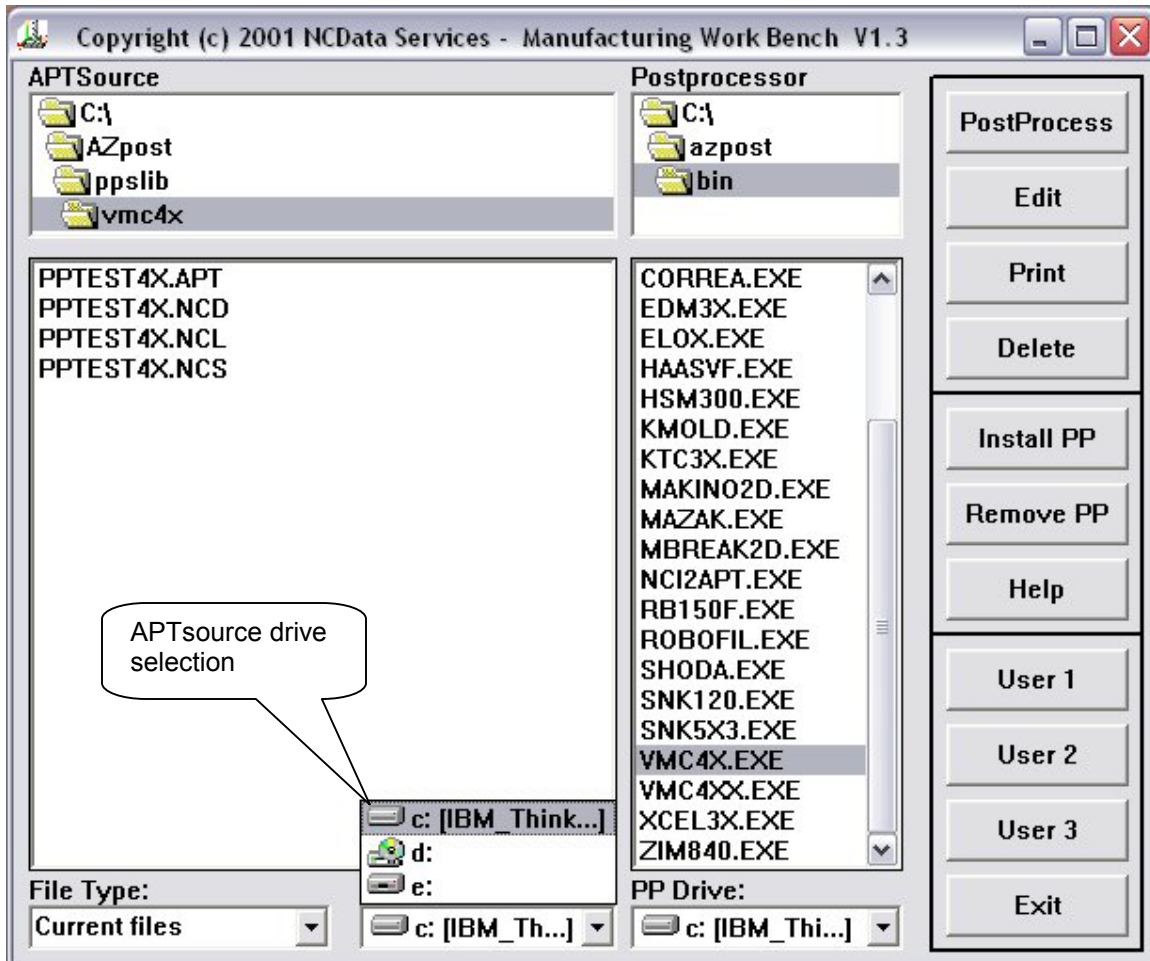 Copyright (c) 2001 NCData Services - Manufacturing Work Bench V1.3
APTSource
C:\
AZpost
ppslib
vmc4x
Postprocessor
C:\
azpost
bin
PPTEST4X.APT
PPTEST4X.NCD
PPTEST4X.NCL
PPTEST4X.NCS
APTsource drive
selection
c: [IBM_Think...]
d:
e:
CORREA.EXE
EDM3X.EXE
ELOX.EXE
HAASVF.EXE
HSM300.EXE
KMOLD.EXE
KTC3X.EXE
MAKINO2D.EXE
MAZAK.EXE
MBREAK2D.EXE
NCI2APT.EXE
RB150F.EXE
ROBOFIL.EXE
SHODA.EXE
SNK120.EXE
SNK5X3.EXE
VMC4X.EXE
VMC4XX.EXE
XCEL3X.EXE
ZIM840.EXE
File Type:
Current files
c: [IBM_Th...]
PP Drive:
c: [IBM_Thi...]
PostProcess
Edit
Print
Delete
Install PP
Remove PP
Help
User 1
User 2
User 3
Exit